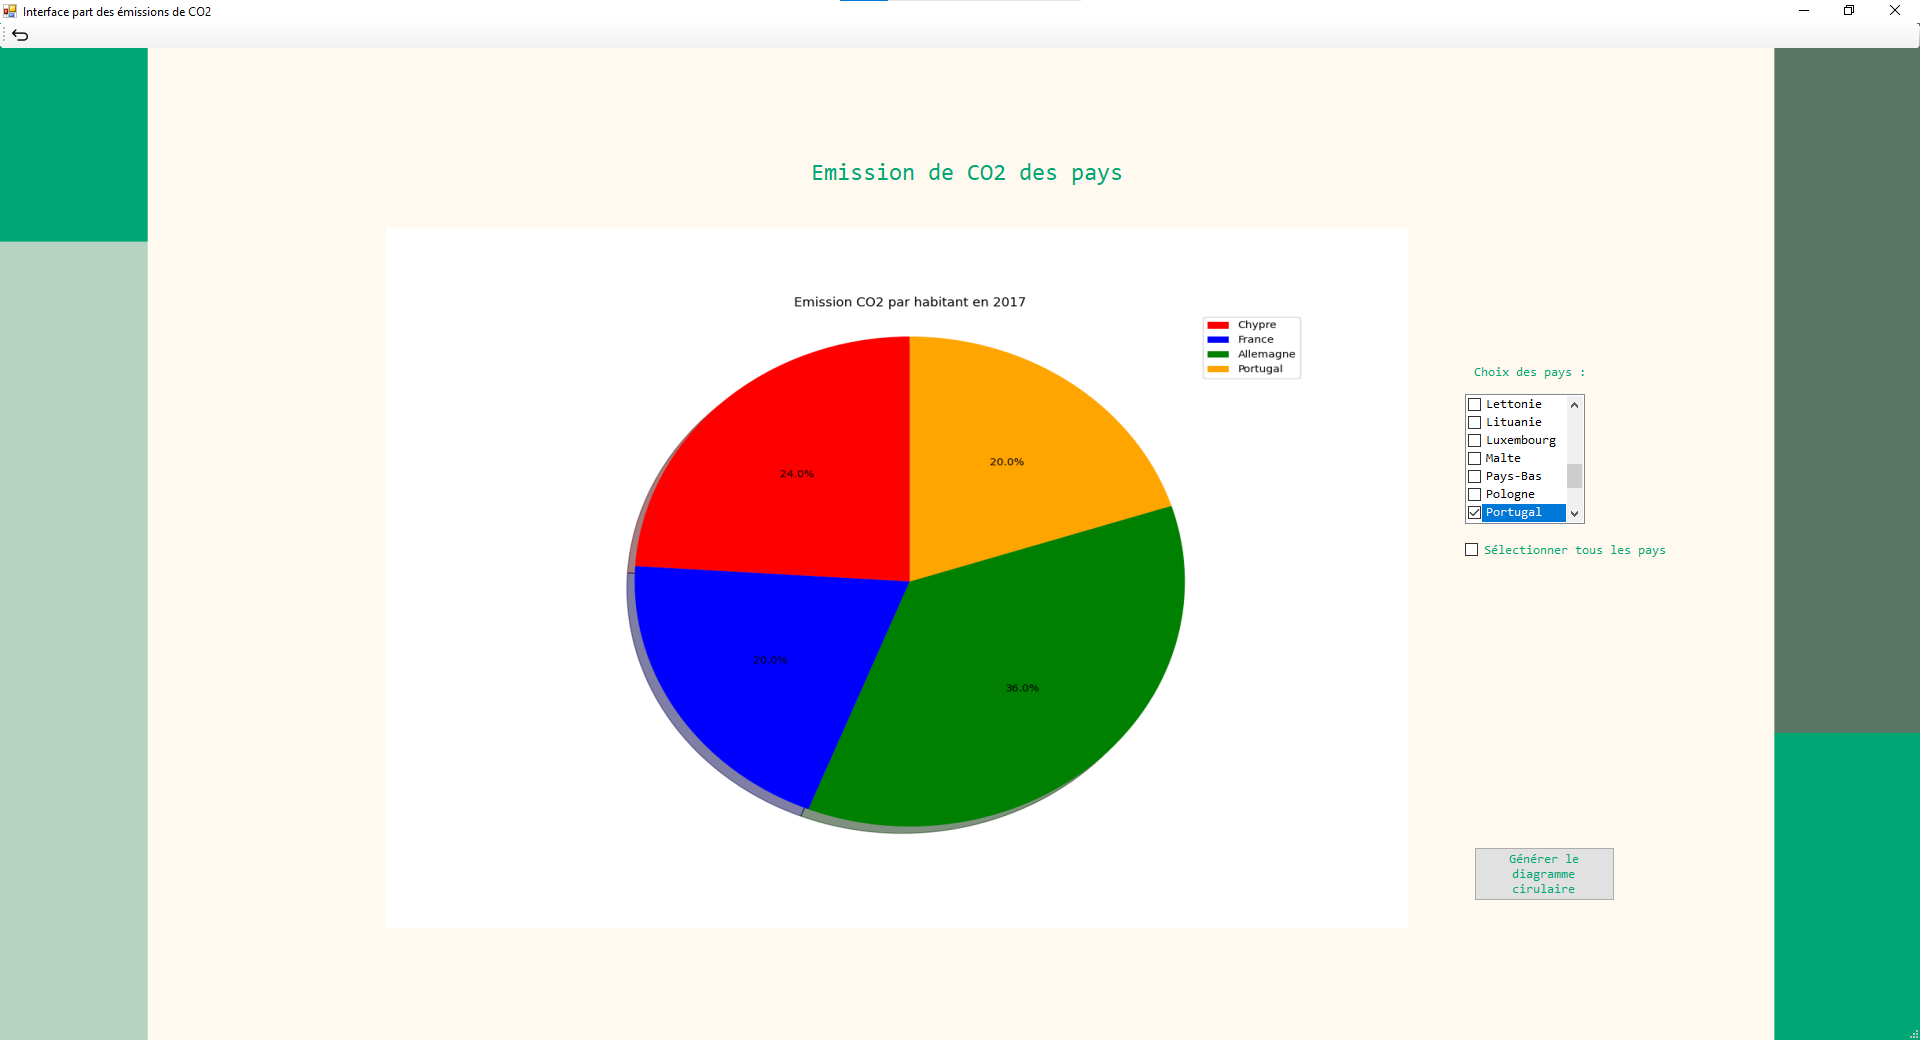 Interface part des émissions de CO2
Emission de CO2 des pays
Emission CO2 par habitant en 2017
Chypre
France
Allemagne
Portugal
24.0%
20.0%
20.0%
36.0%
Choix des pays :
Lettonie
Lituanie
Luxembourg
Malte
Pays-Bas
Pologne
Portugal
Sélectionner tous les pays
Générer le
diagramme
cirulaire